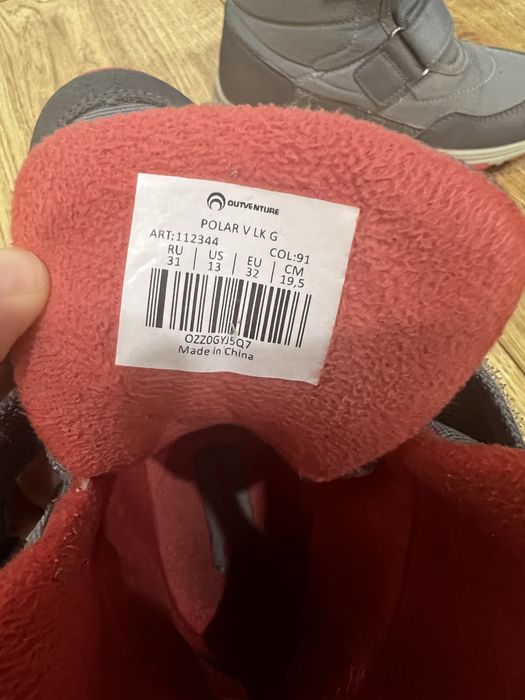 OUTVENTURE
POLAR V LK G
ART:112344 COL:91
RU | US | EU | CM
31 | 13 | 32 | 19,5
OZZ0GYJ5Q7
Made in China